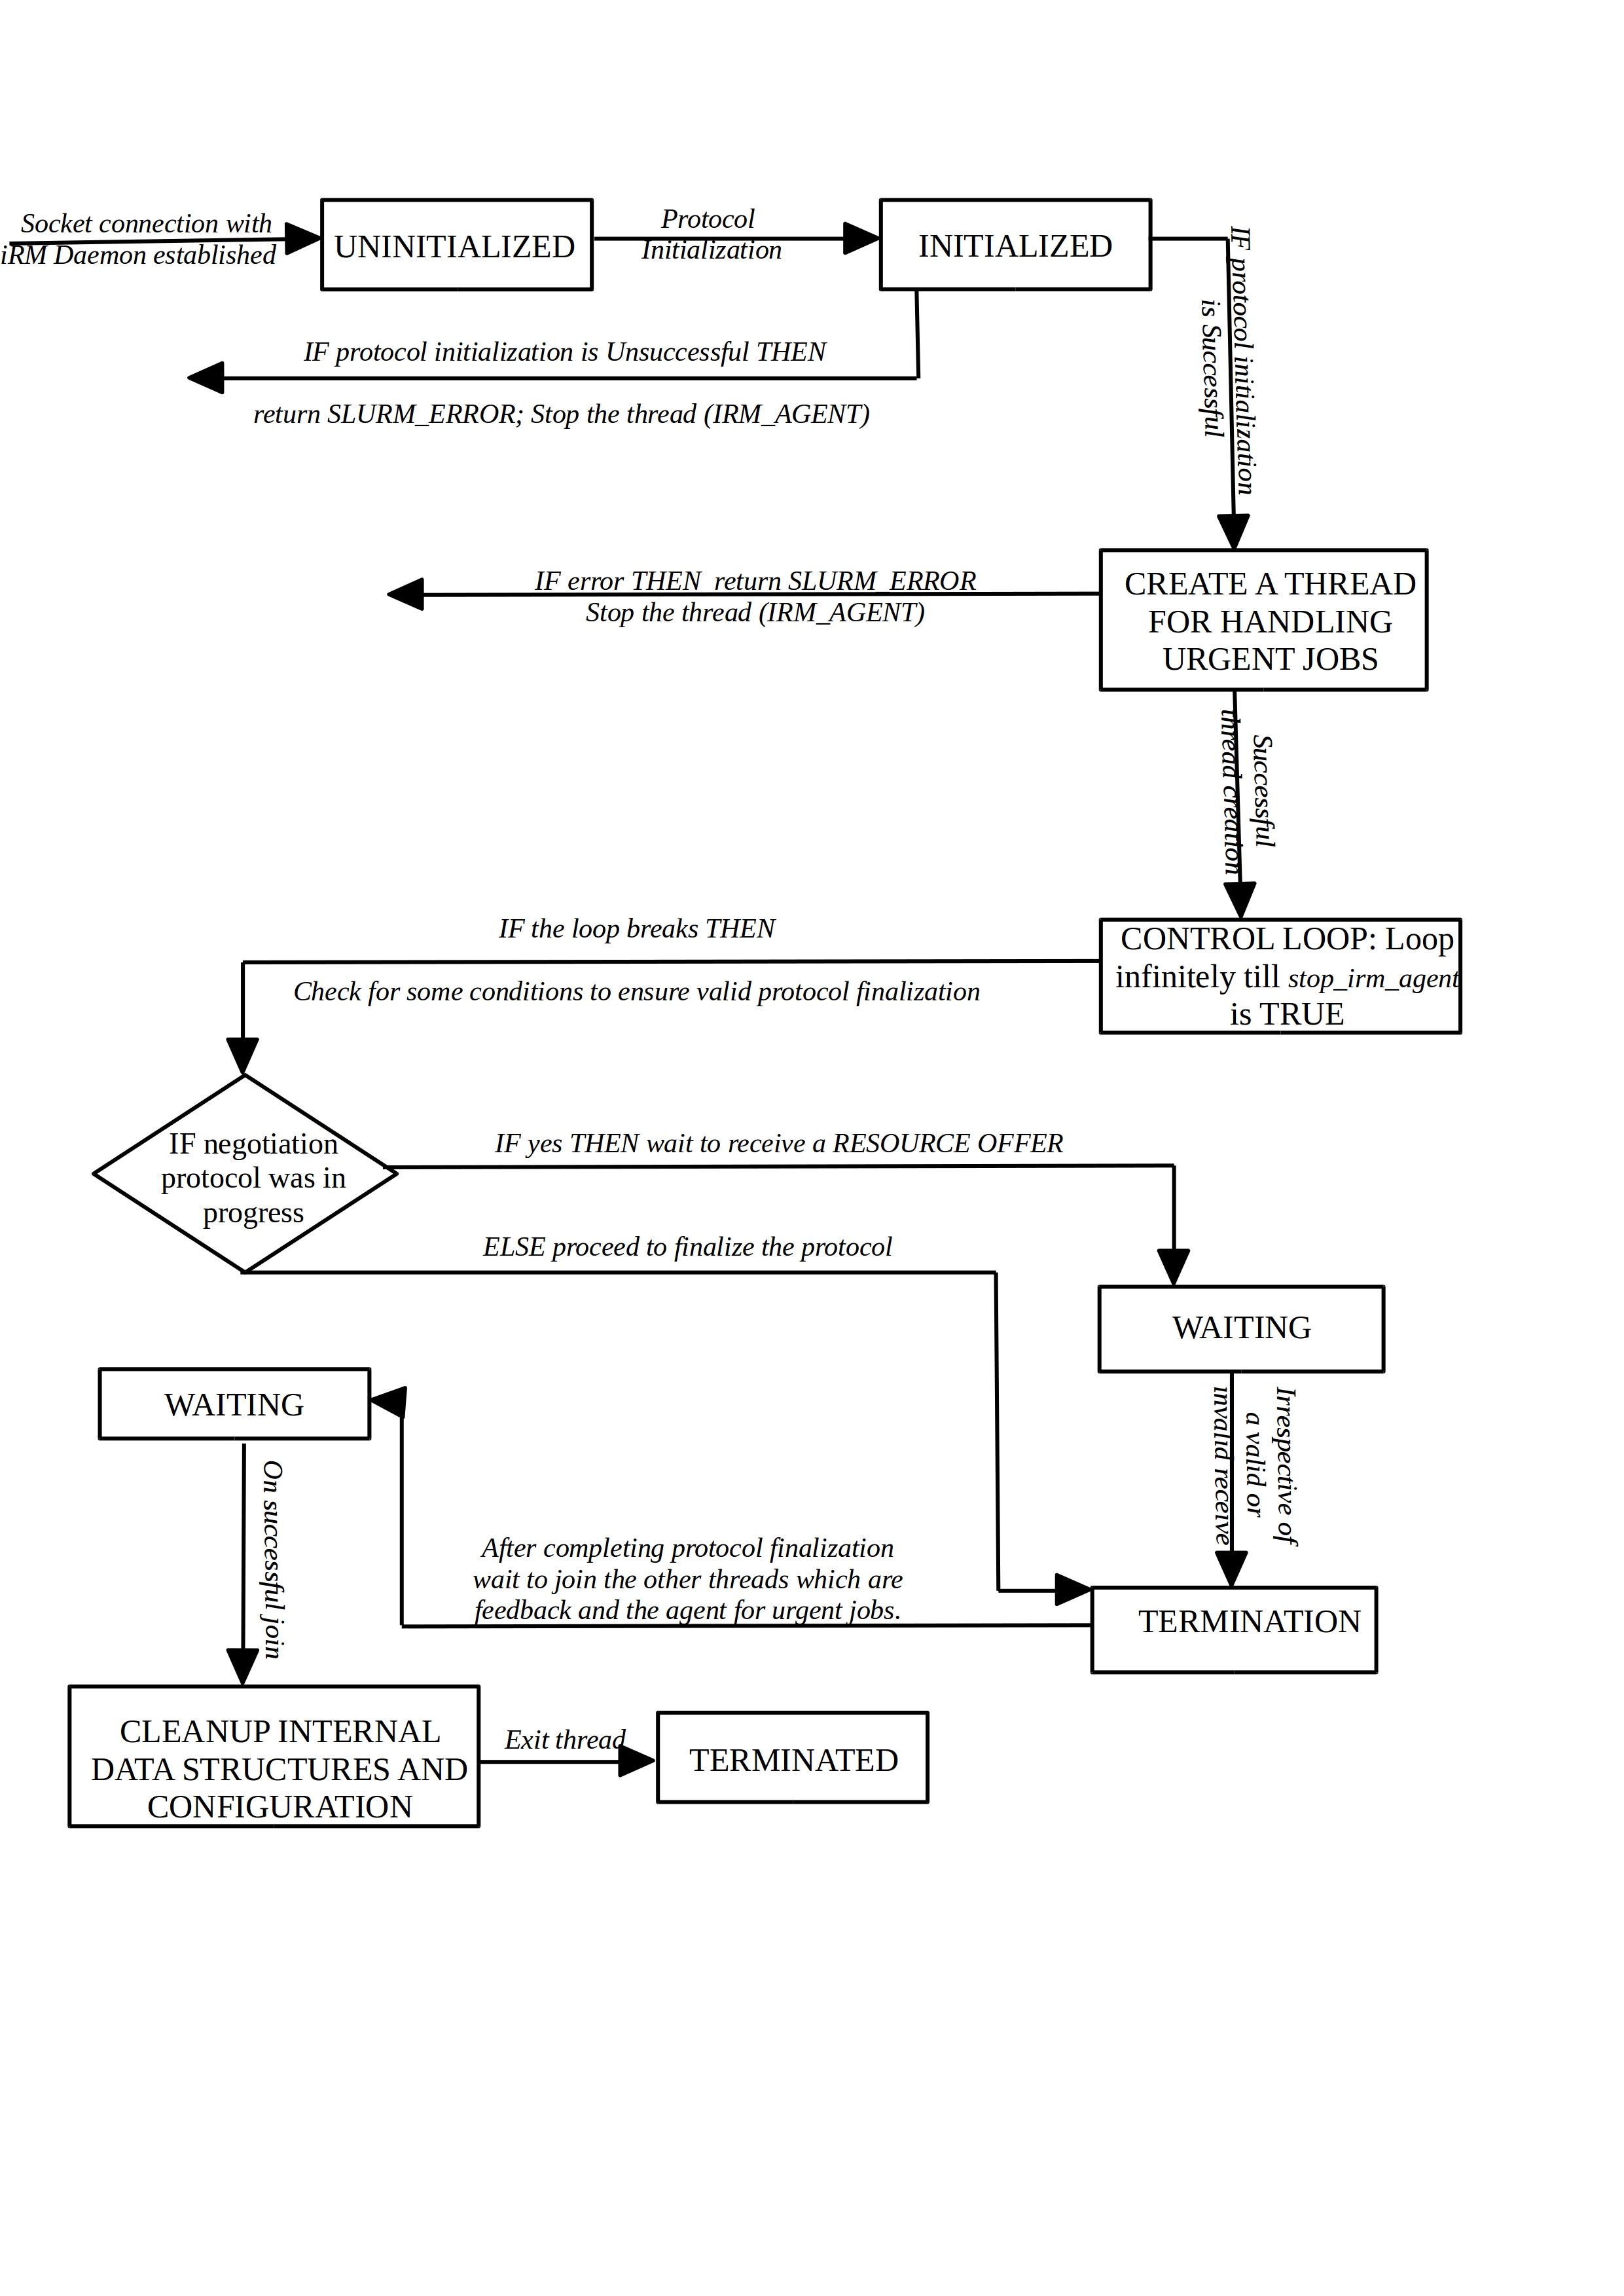 Socket connection with
iRM Daemon established
UNINITIALIZED
Protocol
Initialization
INITIALIZED
IF protocol initialization
is Successful
IF protocol initialization is Unsuccessful THEN
return SLURM_ERROR; Stop the thread (IRM_AGENT)
IF error THEN  return SLURM_ERROR
Stop the thread (IRM_AGENT)
CREATE A THREAD
FOR HANDLING
URGENT JOBS
Successful
thread creation
IF the loop breaks THEN
Check for some conditions to ensure valid protocol finalization
CONTROL LOOP: Loop
infinitely till stop_irm_agent
is TRUE
IF negotiation
protocol was in
progress
IF yes THEN wait to receive a RESOURCE OFFER
ELSE proceed to finalize the protocol
WAITING
WAITING
Irrespective of
a valid or
invalid receive
On successful join
After completing protocol finalization
wait to join the other threads which are
feedback and the agent for urgent jobs.
TERMINATION
CLEANUP INTERNAL
DATA STRUCTURES AND
CONFIGURATION
Exit thread
TERMINATED